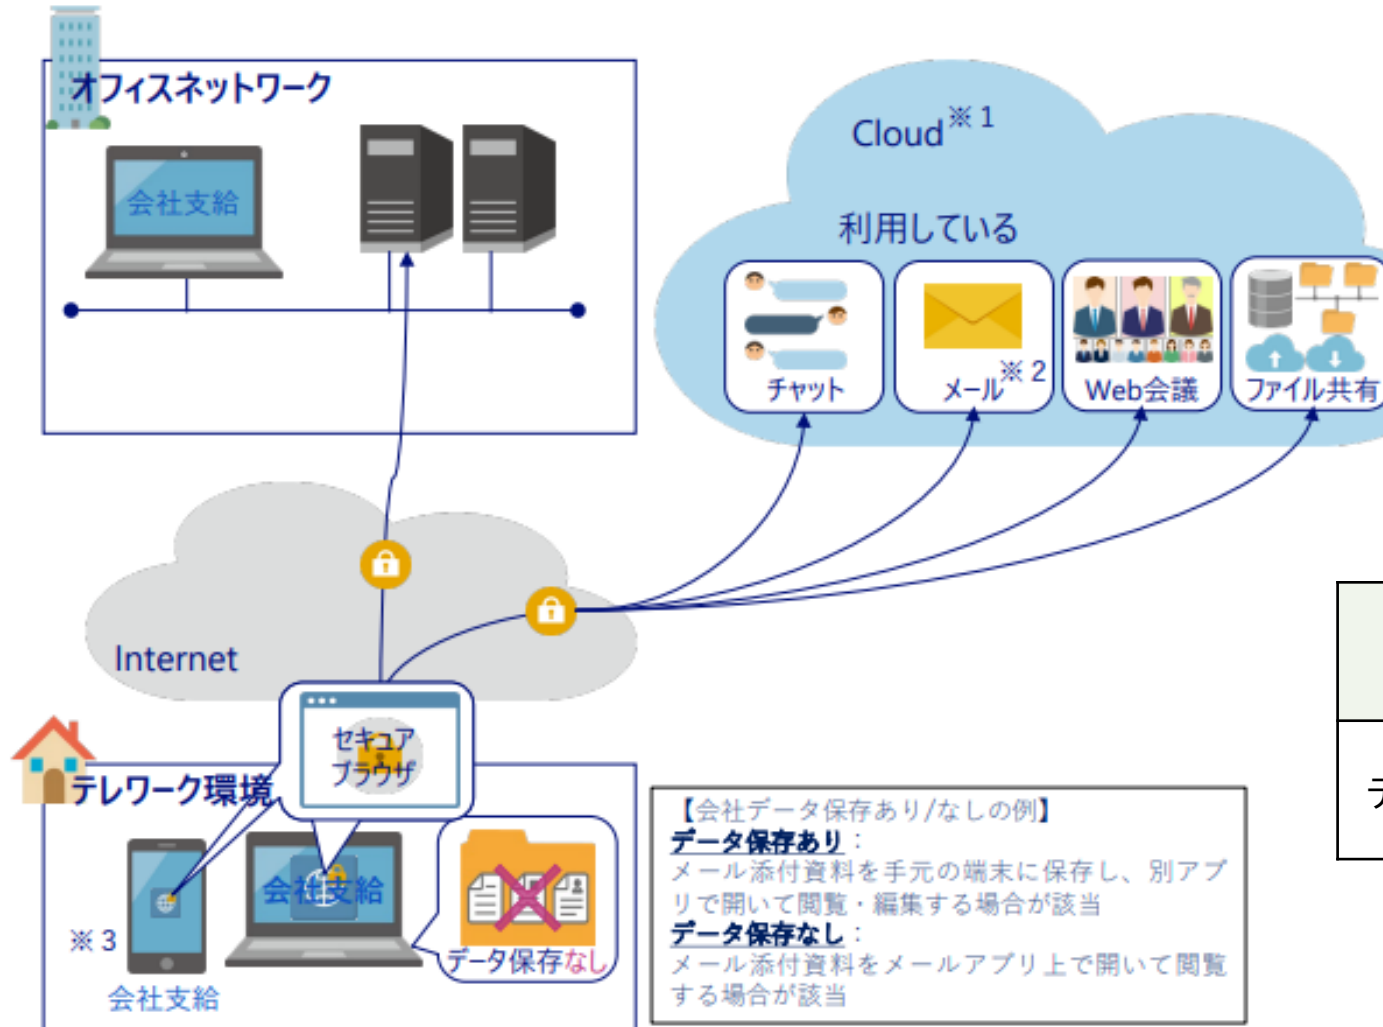 オフィスネットワーク
会社支給
Cloud※1
利用している
チャット
メール※2
Web会議
ファイル共有
Internet
セキュア
ブラウザ
テレワーク環境
※3
会社支給
会社支給
データ保存なし
【会社データ保存あり/なしの例】
データ保存あり：
メール添付資料を手元の端末に保存し、別アプ
リで開いて閲覧・編集する場合が該当
データ保存なし：
メール添付資料をメールアプリ上で開いて閲覧
する場合が該当